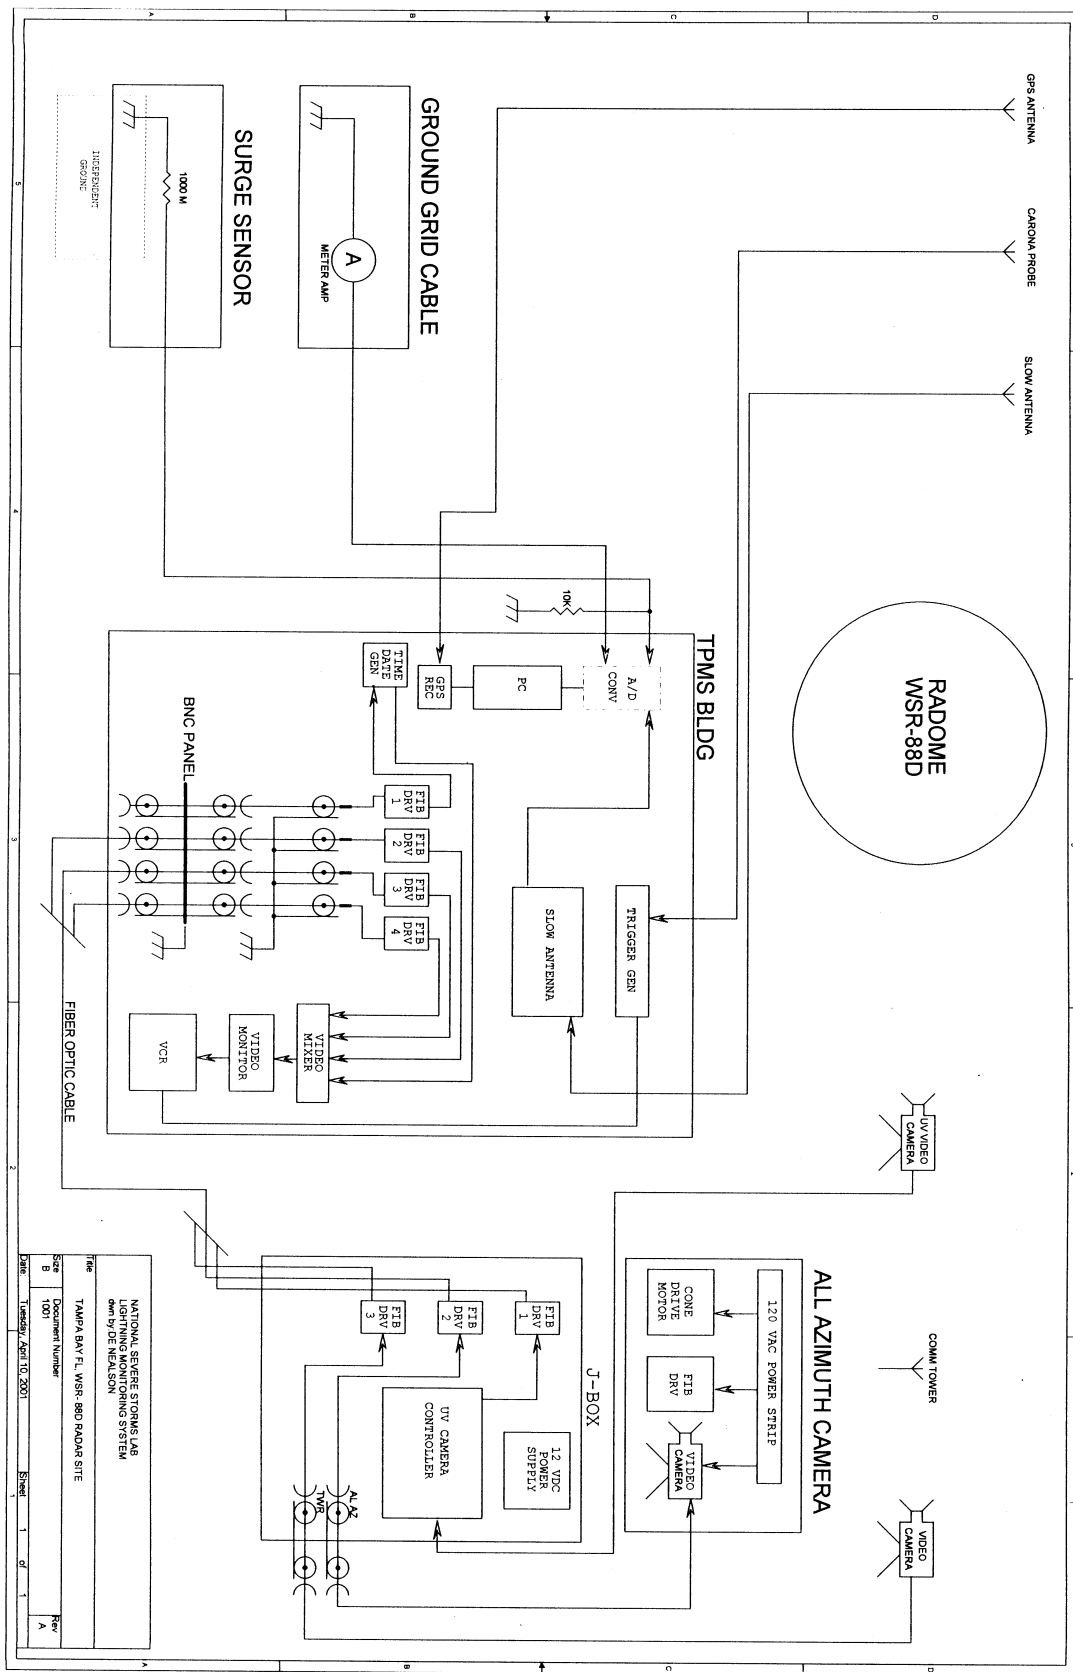 GPS ANTENNA
CARONA PROBE
SLOW ANTENNA
RADOME
WSR-88D
COMM TOWER
UV VIDEO
CAMERA
VIDEO
CAMERA
GROUND GRID CABLE
A
METER AMP
SURGE SENSOR
1000 M
INDEPENDENT
GROUND
10K
TPMS BLDG
A/D
CONV
PC
GPS
REC
TIME
DATE
GEN
TRIGGER GEN
SLOW ANTENNA
FIB
DRV
1
FIB
DRV
2
FIB
DRV
3
FIB
DRV
4
BNC PANEL
VIDEO
MIXER
VIDEO
MONITOR
VCR
FIBER OPTIC CABLE
ALL AZIMUTH CAMERA
120 VAC POWER STRIP
CONE
DRIVE
MOTOR
FIB
DRV
VIDEO
CAMERA
J-BOX
12 VDC
POWER
SUPPLY
UV CAMERA
CONTROLLER
FIB
DRV
1
FIB
DRV
2
FIB
DRV
3
AL AZ
TWR
NATIONAL SEVERE STORMS LAB
LIGHTNING MONITORING SYSTEM
dwn by:DE NEALSON
Title
TAMPA BAY FL. WSR- 88D RADAR SITE
Size
B
Document Number
1001
Rev
A
Date: Tuesday, April 10, 2001 Sheet 1 of 1
5
4
3
2
1
D
C
B
A
D
C
B
A